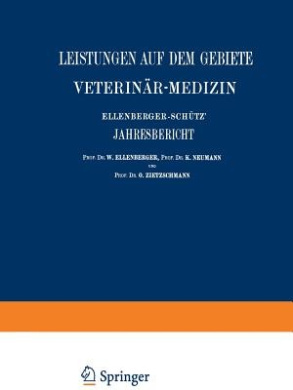 LEISTUNGEN AUF DEM GEBIETE
VETERINÄR-MEDIZIN
ELLENBERGER-SCHÜTZ'
JAHRESBERICHT
PROF. DR. W. ELLENBERGER, PROF. DR. K. NEUMANN
UND
PROF. DR. O. ZIETZSCHMANN
Springer